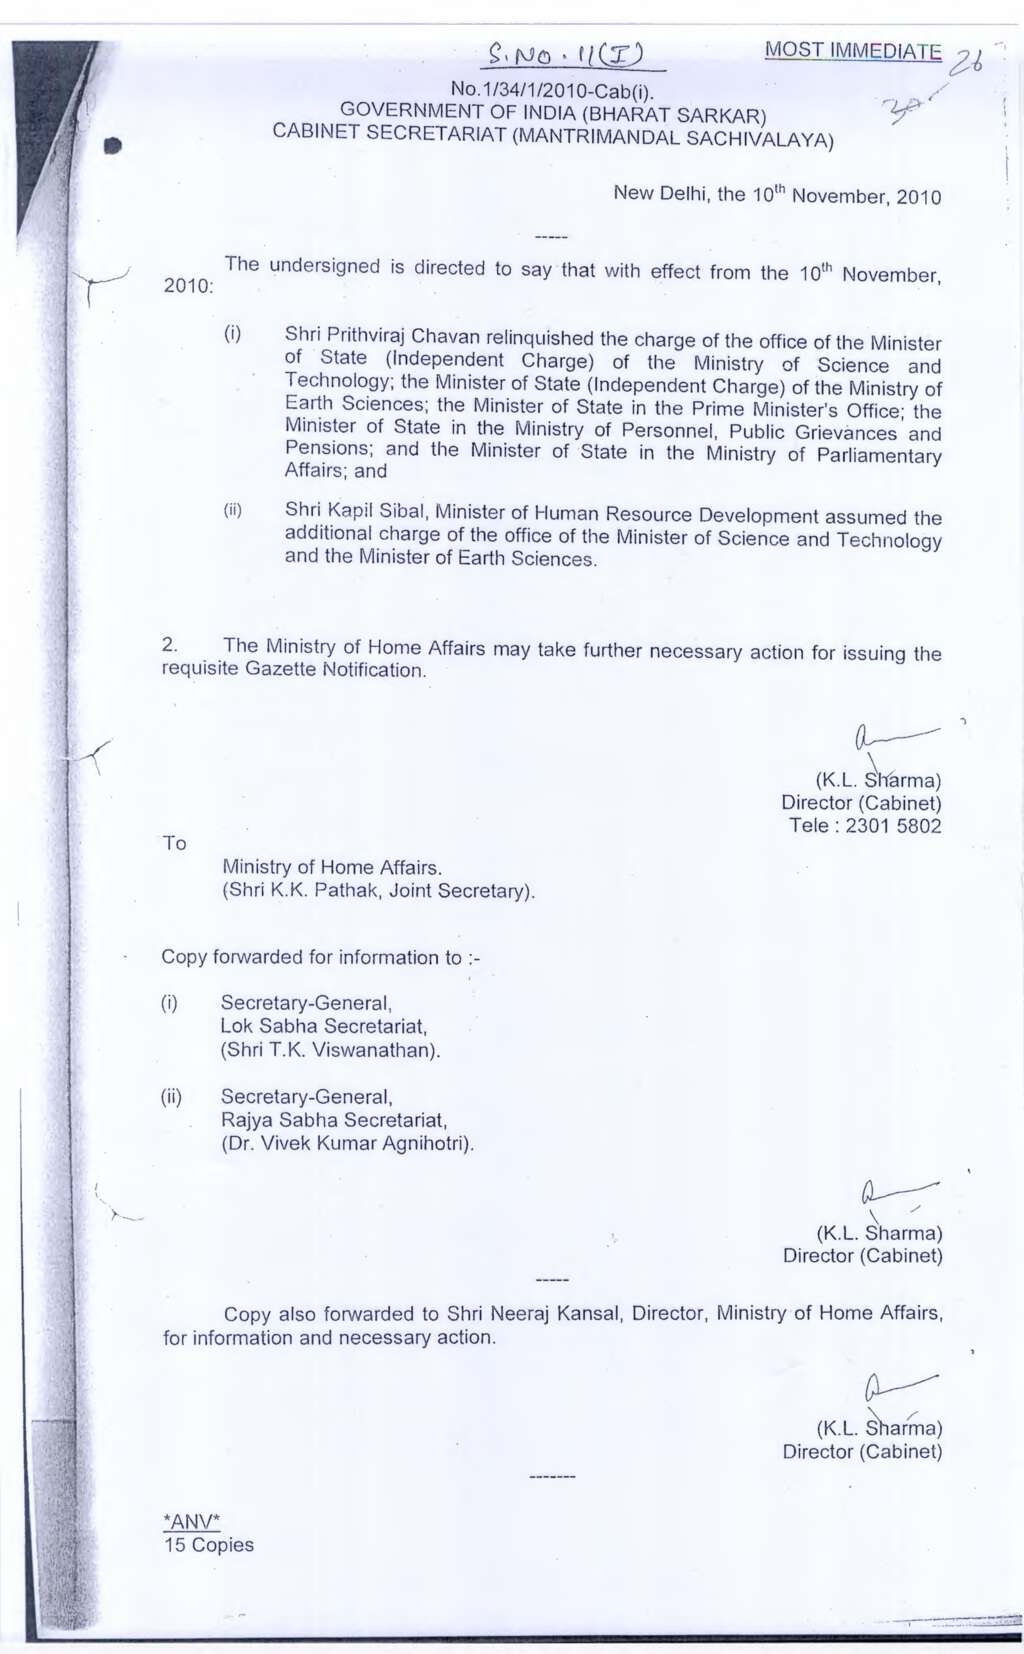 S.No. 11(I)
MOST IMMEDIATE
26
No.1/34/1/2010-Cab(i).
GOVERNMENT OF INDIA (BHARAT SARKAR)
CABINET SECRETARIAT (MANTRIMANDAL SACHIVALAYA)
New Delhi, the 10th November, 2010
-----
The undersigned is directed to say that with effect from the 10th November,
2010:
(i) Shri Prithviraj Chavan relinquished the charge of the office of the Minister
of State (Independent Charge) of the Ministry of Science and
Technology; the Minister of State (Independent Charge) of the Ministry of
Earth Sciences; the Minister of State in the Prime Minister's Office; the
Minister of State in the Ministry of Personnel, Public Grievances and
Pensions; and the Minister of State in the Ministry of Parliamentary
Affairs; and
(ii) Shri Kapil Sibal, Minister of Human Resource Development assumed the
additional charge of the office of the Minister of Science and Technology
and the Minister of Earth Sciences.
2. The Ministry of Home Affairs may take further necessary action for issuing the
requisite Gazette Notification.
(K.L. Sharma)
Director (Cabinet)
Tele : 2301 5802
To
Ministry of Home Affairs.
(Shri K.K. Pathak, Joint Secretary).
Copy forwarded for information to :-
(i) Secretary-General,
Lok Sabha Secretariat,
(Shri T.K. Viswanathan).
(ii) Secretary-General,
Rajya Sabha Secretariat,
(Dr. Vivek Kumar Agnihotri).
(K.L. Sharma)
Director (Cabinet)
-----
Copy also forwarded to Shri Neeraj Kansal, Director, Ministry of Home Affairs,
for information and necessary action.
(K.L. Sharma)
Director (Cabinet)
-------
*ANV*
15 Copies